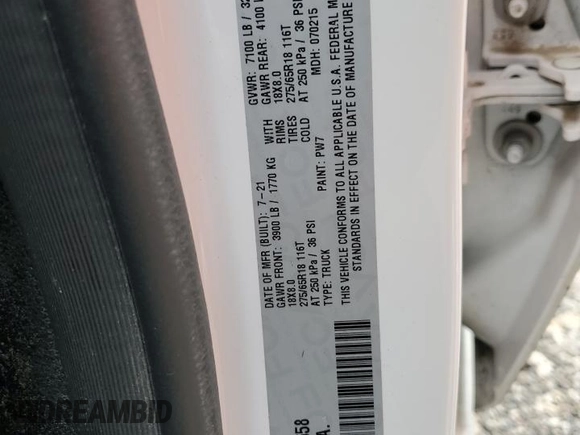 DATE OF MFR (BUILT): 7-21 GVWR: 7100 LB / 32
GAWR FRONT: 3900 LB / 1770 KG WITH GAWR REAR: 4100
18X8.0 RIMS 18X8.0
275/65R18 116T TIRES 275/65R18 116T
AT 250 kPa / 36 PSI COLD AT 250 kPa / 36 PSI
TYPE: TRUCK PAINT: PW7 MDH: 070215
THIS VEHICLE CONFORMS TO ALL APPLICABLE U.S.A. FEDERAL M
STANDARDS IN EFFECT ON THE DATE OF MANUFACTURE
58
A.
IDREAMBID